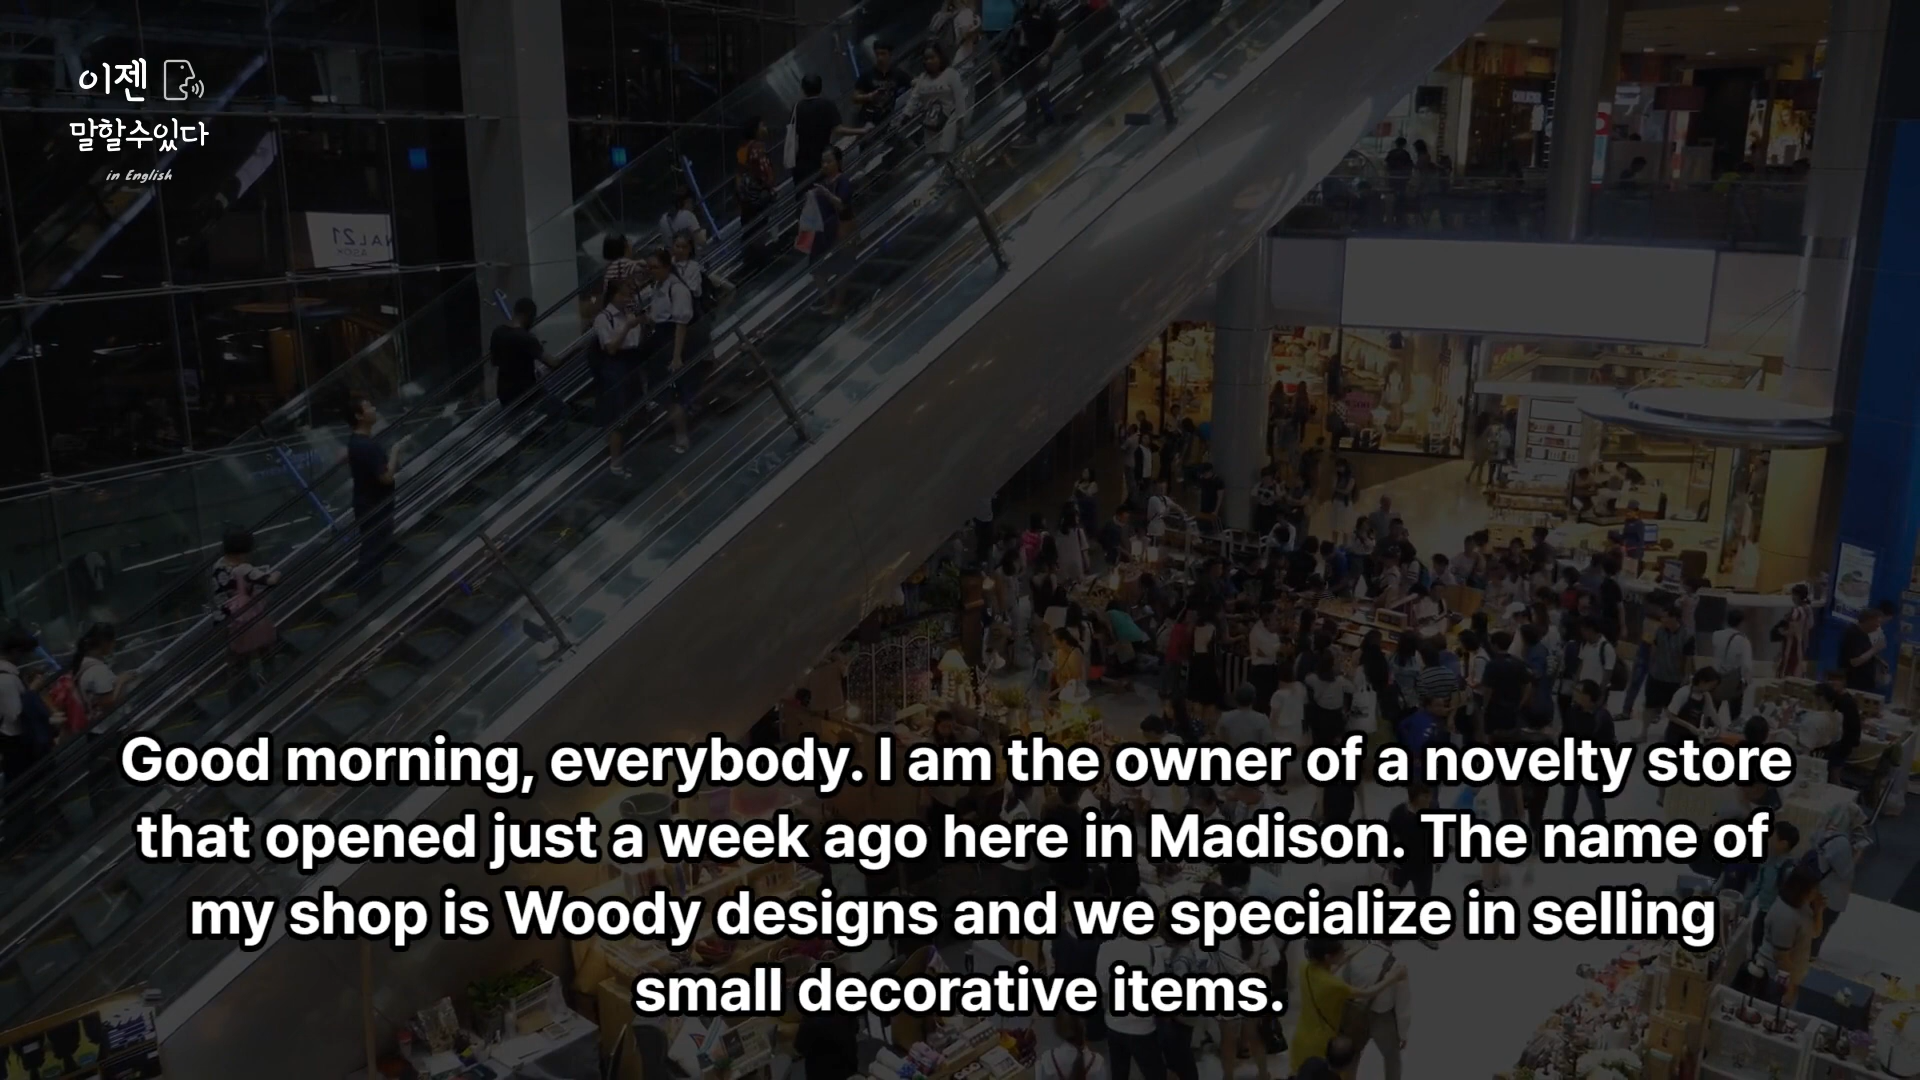 이젠
말할수있다
in English
Good morning, everybody. I am the owner of a novelty store
that opened just a week ago here in Madison. The name of
my shop is Woody designs and we specialize in selling
small decorative items.